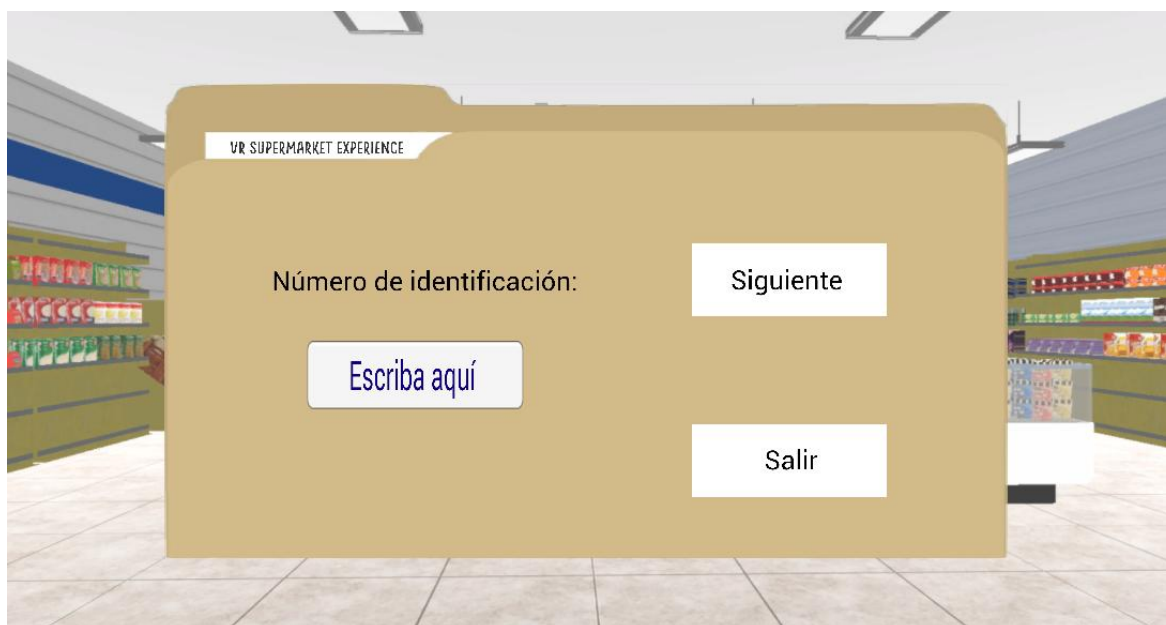 VR SUPERMARKET EXPERIENCE
Número de identificación:
Siguiente
Escriba aquí
Salir